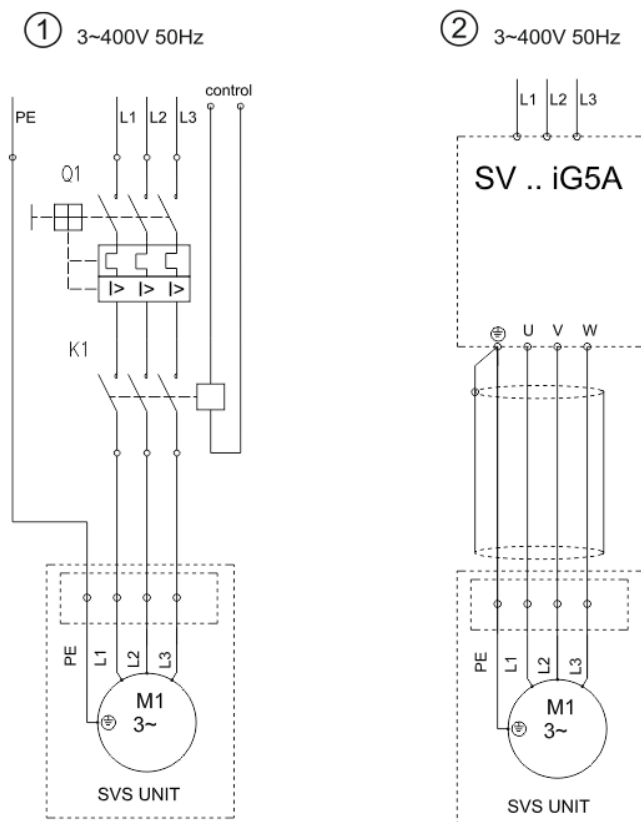 1 3~400V 50Hz
control
PE L1 L2 L3
Q1
I> I> I>
K1
PE L1 L2 L3
M1
3~
SVS UNIT
2 3~400V 50Hz
L1 L2 L3
SV .. iG5A
U V W
PE L1 L2 L3
M1
3~
SVS UNIT